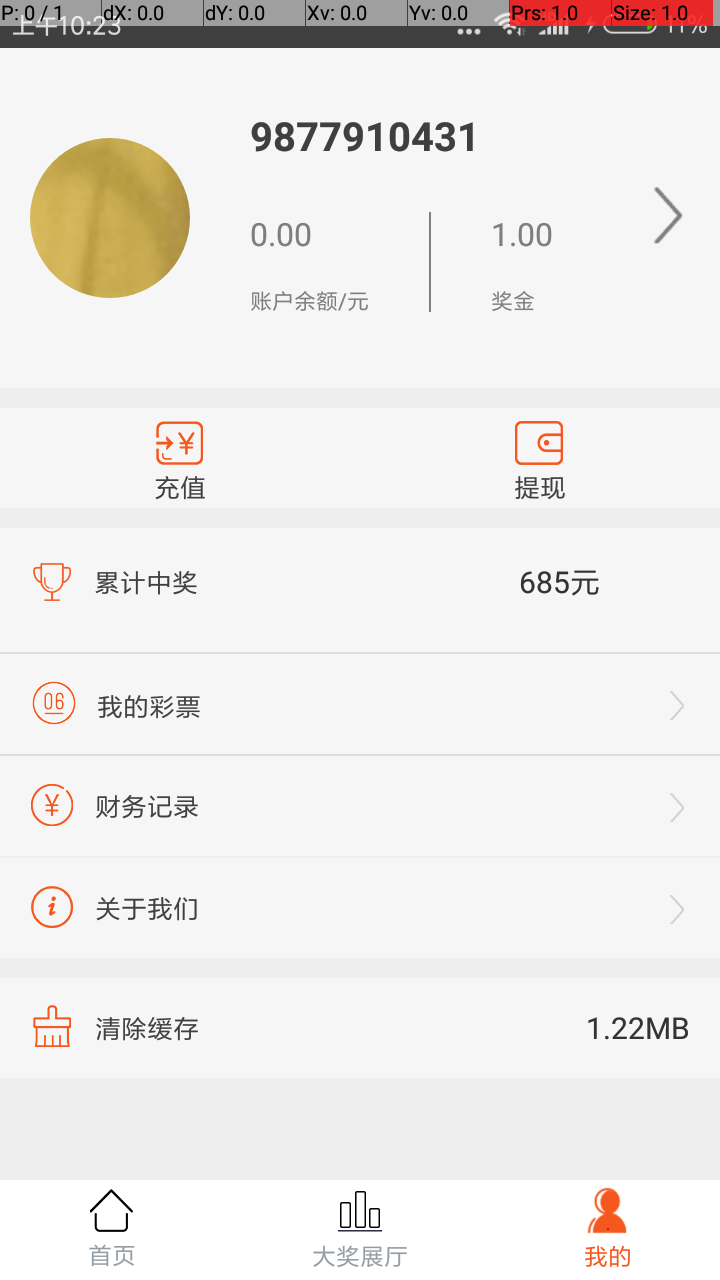 P: 0 / 1 dX: 0.0 dY: 0.0 Xv: 0.0 Yv: 0.0 Prs: 1.0 Size: 1.0
上午10:23 11%
9877910431
0.00 1.00
账户余额/元 奖金
充值 提现
累计中奖 685元
06 我的彩票
¥ 财务记录
i 关于我们
清除缓存 1.22MB
首页 大奖展厅 我的